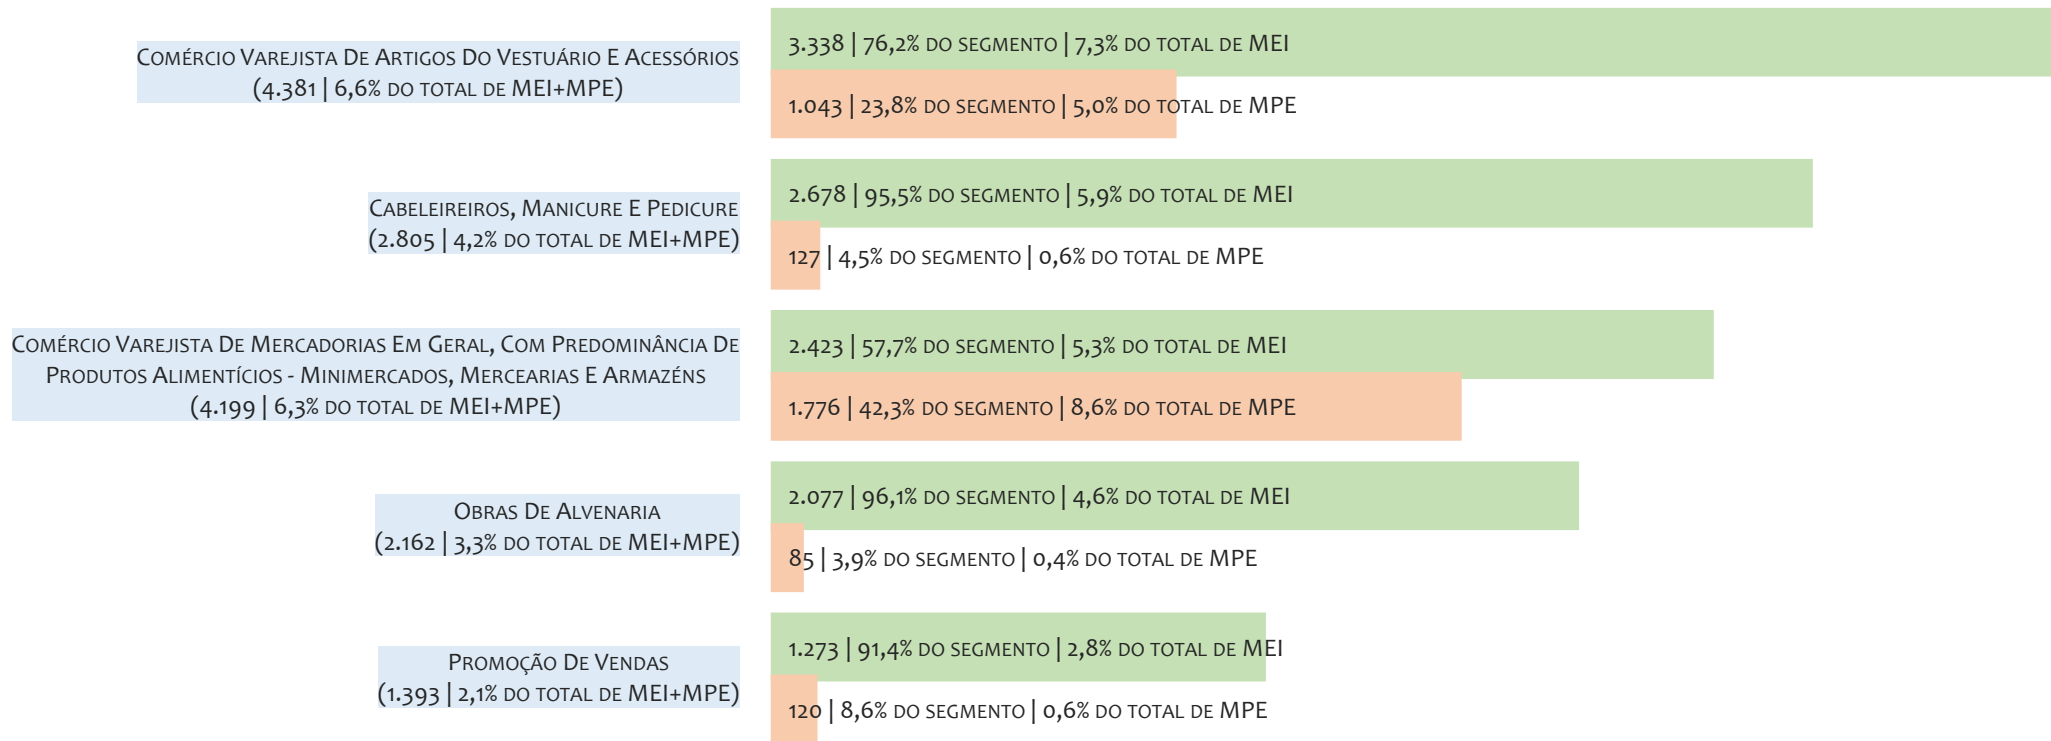 Comércio Varejista De Artigos Do Vestuário E Acessórios
(4.381 | 6,6% do total de MEI+MPE)
3.338 | 76,2% do segmento | 7,3% do total de MEI
1.043 | 23,8% do segmento | 5,0% do total de MPE
Cabeleireiros, Manicure E Pedicure
(2.805 | 4,2% do total de MEI+MPE)
2.678 | 95,5% do segmento | 5,9% do total de MEI
127 | 4,5% do segmento | 0,6% do total de MPE
Comércio Varejista De Mercadorias Em Geral, Com Predominância De
Produtos Alimentícios - Minimercados, Mercearias E Armazéns
(4.199 | 6,3% do total de MEI+MPE)
2.423 | 57,7% do segmento | 5,3% do total de MEI
1.776 | 42,3% do segmento | 8,6% do total de MPE
Obras De Alvenaria
(2.162 | 3,3% do total de MEI+MPE)
2.077 | 96,1% do segmento | 4,6% do total de MEI
85 | 3,9% do segmento | 0,4% do total de MPE
Promoção De Vendas
(1.393 | 2,1% do total de MEI+MPE)
1.273 | 91,4% do segmento | 2,8% do total de MEI
120 | 8,6% do segmento | 0,6% do total de MPE